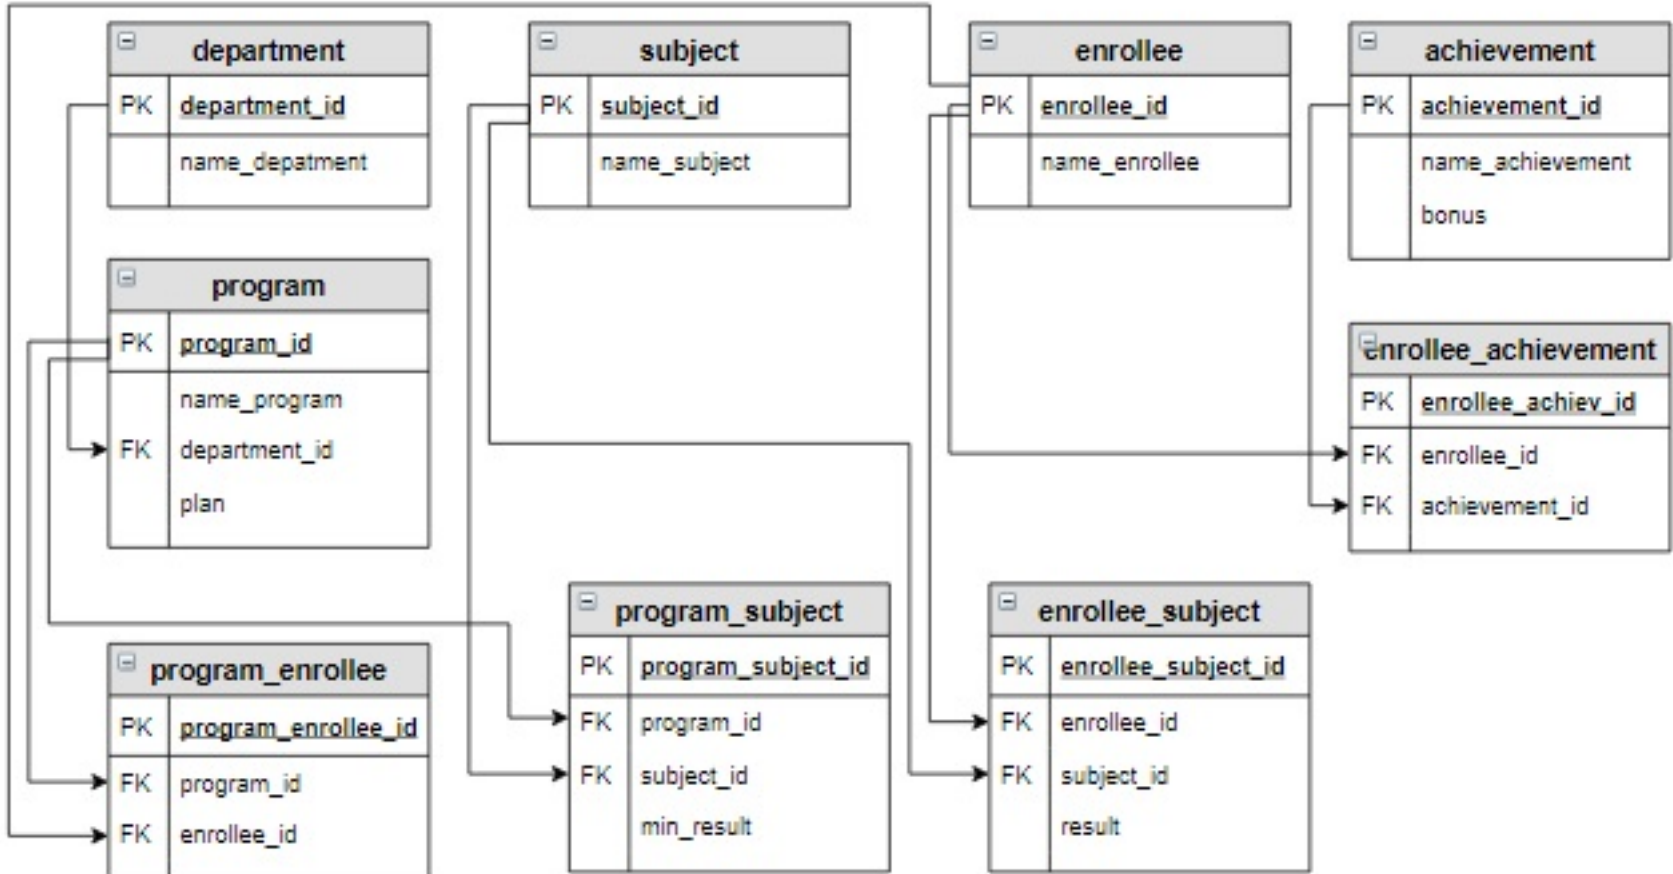 department
PK department_id
name_depatment
subject
PK subject_id
name_subject
enrollee
PK enrollee_id
name_enrollee
achievement
PK achievement_id
name_achievement
bonus
program
PK program_id
name_program
FK department_id
plan
enrollee_achievement
PK enrollee_achiev_id
FK enrollee_id
FK achievement_id
program_enrollee
PK program_enrollee_id
FK program_id
FK enrollee_id
program_subject
PK program_subject_id
FK program_id
FK subject_id
min_result
enrollee_subject
PK enrollee_subject_id
FK enrollee_id
FK subject_id
result